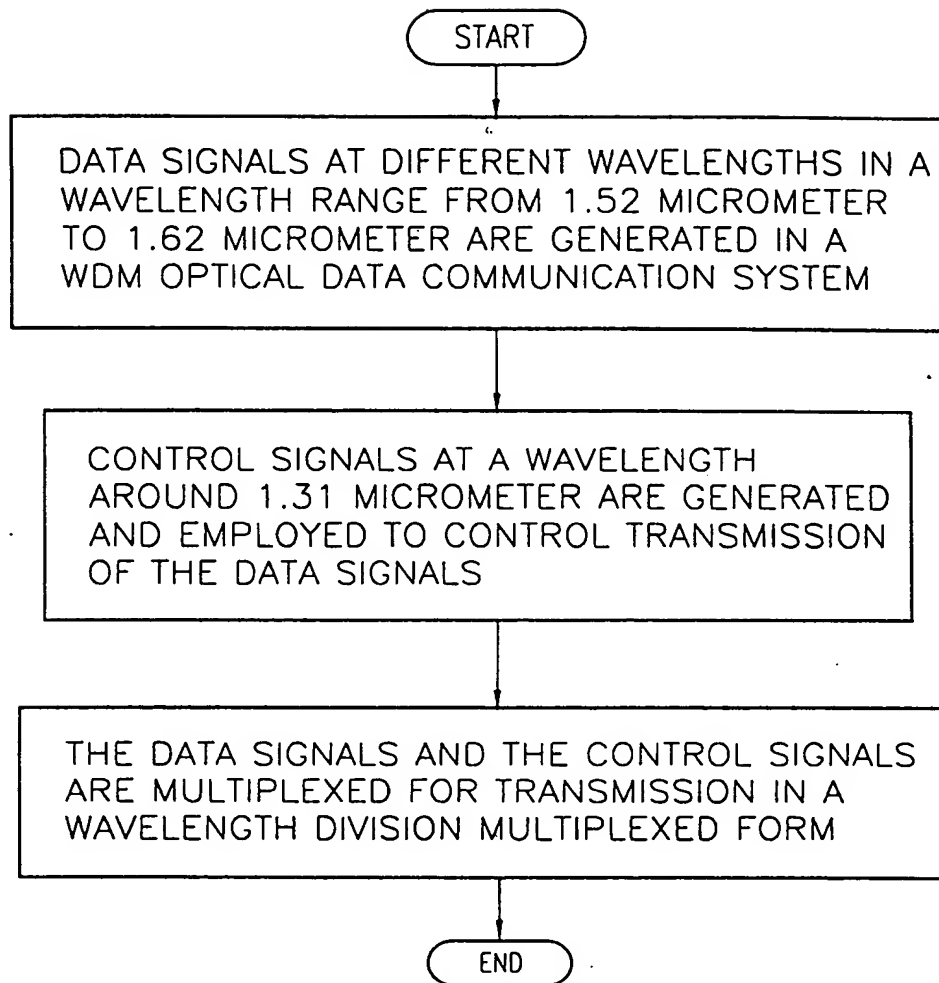 START
DATA SIGNALS AT DIFFERENT WAVELENGTHS IN A
WAVELENGTH RANGE FROM 1.52 MICROMETER
TO 1.62 MICROMETER ARE GENERATED IN A
WDM OPTICAL DATA COMMUNICATION SYSTEM
CONTROL SIGNALS AT A WAVELENGTH
AROUND 1.31 MICROMETER ARE GENERATED
AND EMPLOYED TO CONTROL TRANSMISSION
OF THE DATA SIGNALS
THE DATA SIGNALS AND THE CONTROL SIGNALS
ARE MULTIPLEXED FOR TRANSMISSION IN A
WAVELENGTH DIVISION MULTIPLEXED FORM
END